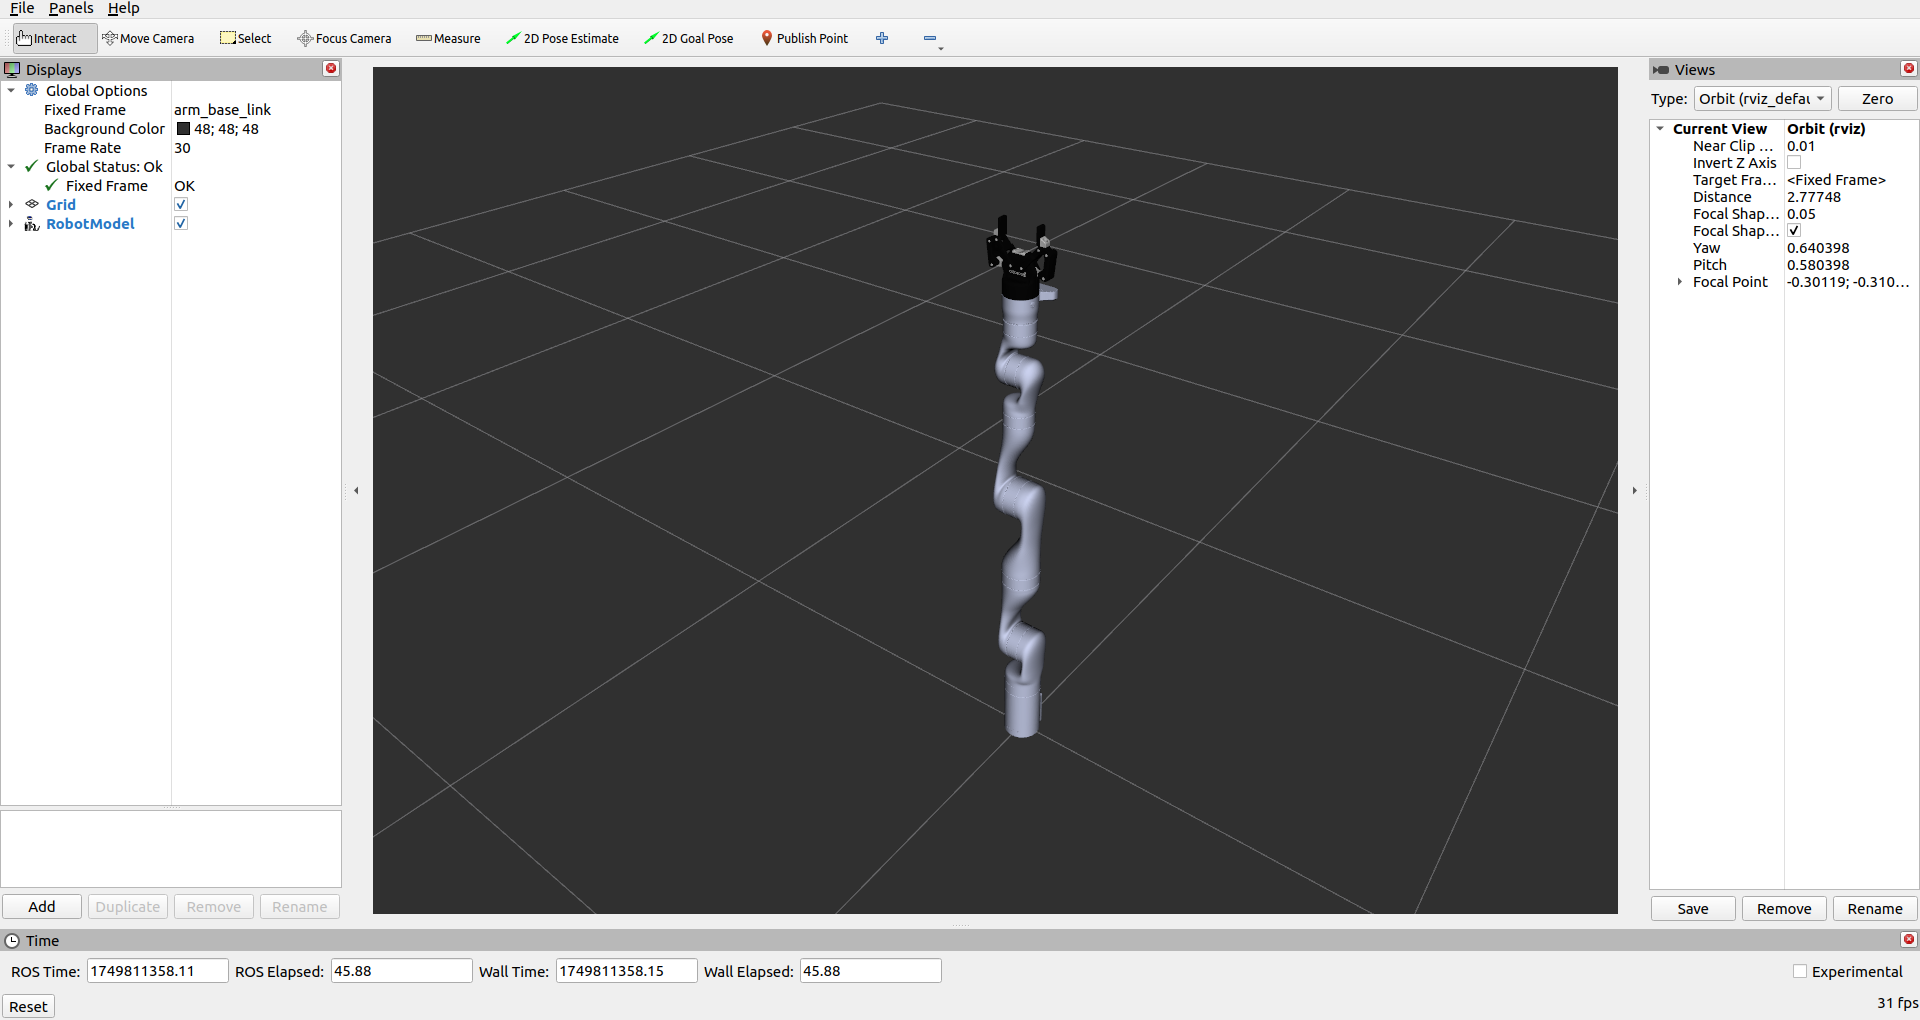 File Panels Help
Interact Move Camera Select Focus Camera Measure 2D Pose Estimate 2D Goal Pose Publish Point
Displays
Global Options
Fixed Frame arm_base_link
Background Color 48; 48; 48
Frame Rate 30
Global Status: Ok
Fixed Frame OK
Grid
RobotModel
Add Duplicate Remove Rename
Views
Type: Orbit (rviz_defau Zero
Current View Orbit (rviz)
Near Clip ... 0.01
Invert Z Axis
Target Fra... <Fixed Frame>
Distance 2.77748
Focal Shap... 0.05
Focal Shap...
Yaw 0.640398
Pitch 0.580398
Focal Point -0.30119; -0.310...
Save Remove Rename
Time
ROS Time: 1749811358.11 ROS Elapsed: 45.88 Wall Time: 1749811358.15 Wall Elapsed: 45.88 Experimental
Reset 31 fps